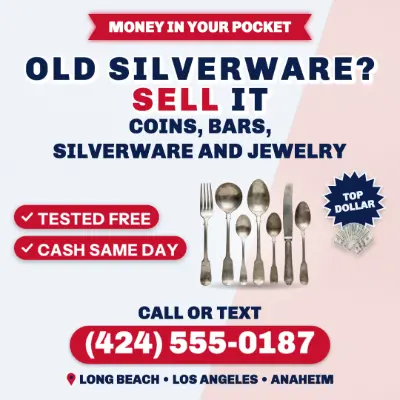 MONEY IN YOUR POCKET
OLD SILVERWARE?
SELL IT
COINS, BARS,
SILVERWARE AND JEWELRY
TESTED FREE
CASH SAME DAY
TOP
DOLLAR
CALL OR TEXT
(424) 555-0187
LONG BEACH • LOS ANGELES • ANAHEIM